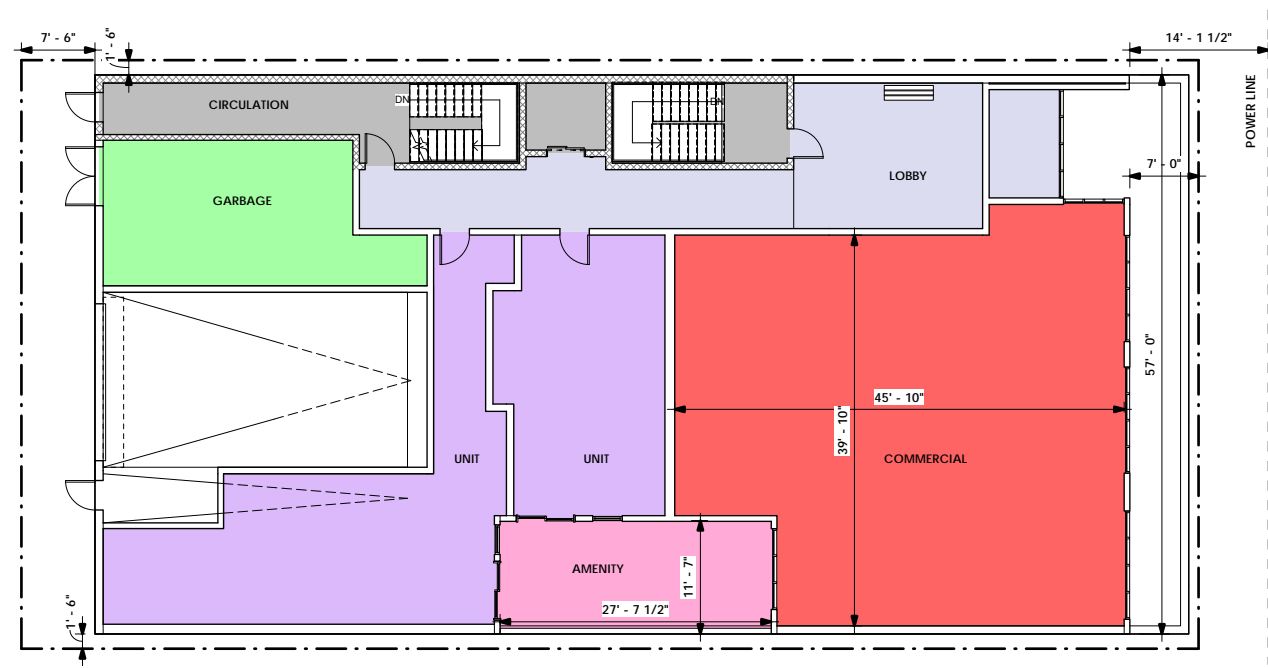 7' - 6"
1' - 6"
14' - 1 1/2"
POWER LINE
CIRCULATION
DN
DN
7' - 0"
LOBBY
GARBAGE
57' - 0"
45' - 10"
39' - 10"
UNIT
UNIT
COMMERCIAL
AMENITY
11' - 7"
27' - 7 1/2"
1' - 6"